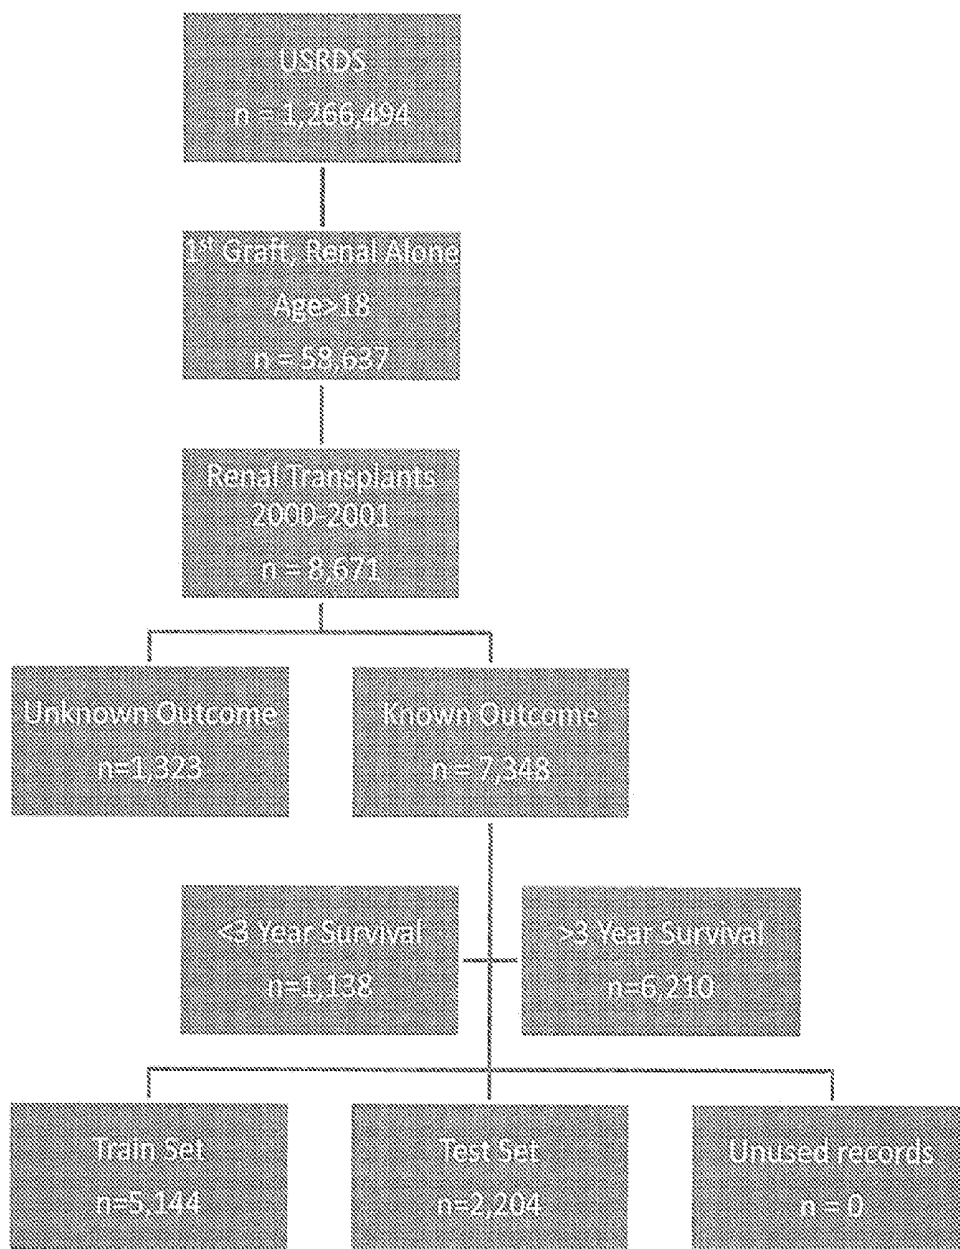 USRDS
n = 1,266,494
1st Graft, Renal Alone
Age>18
n = 58,637
Renal Transplants
2000-2001
n = 8,671
Unknown Outcome
n=1,323
Known Outcome
n = 7,348
<3 Year Survival
n=1,138
>3 Year Survival
n=6,210
Train Set
n=5,144
Test Set
n=2,204
Unused records
n = 0